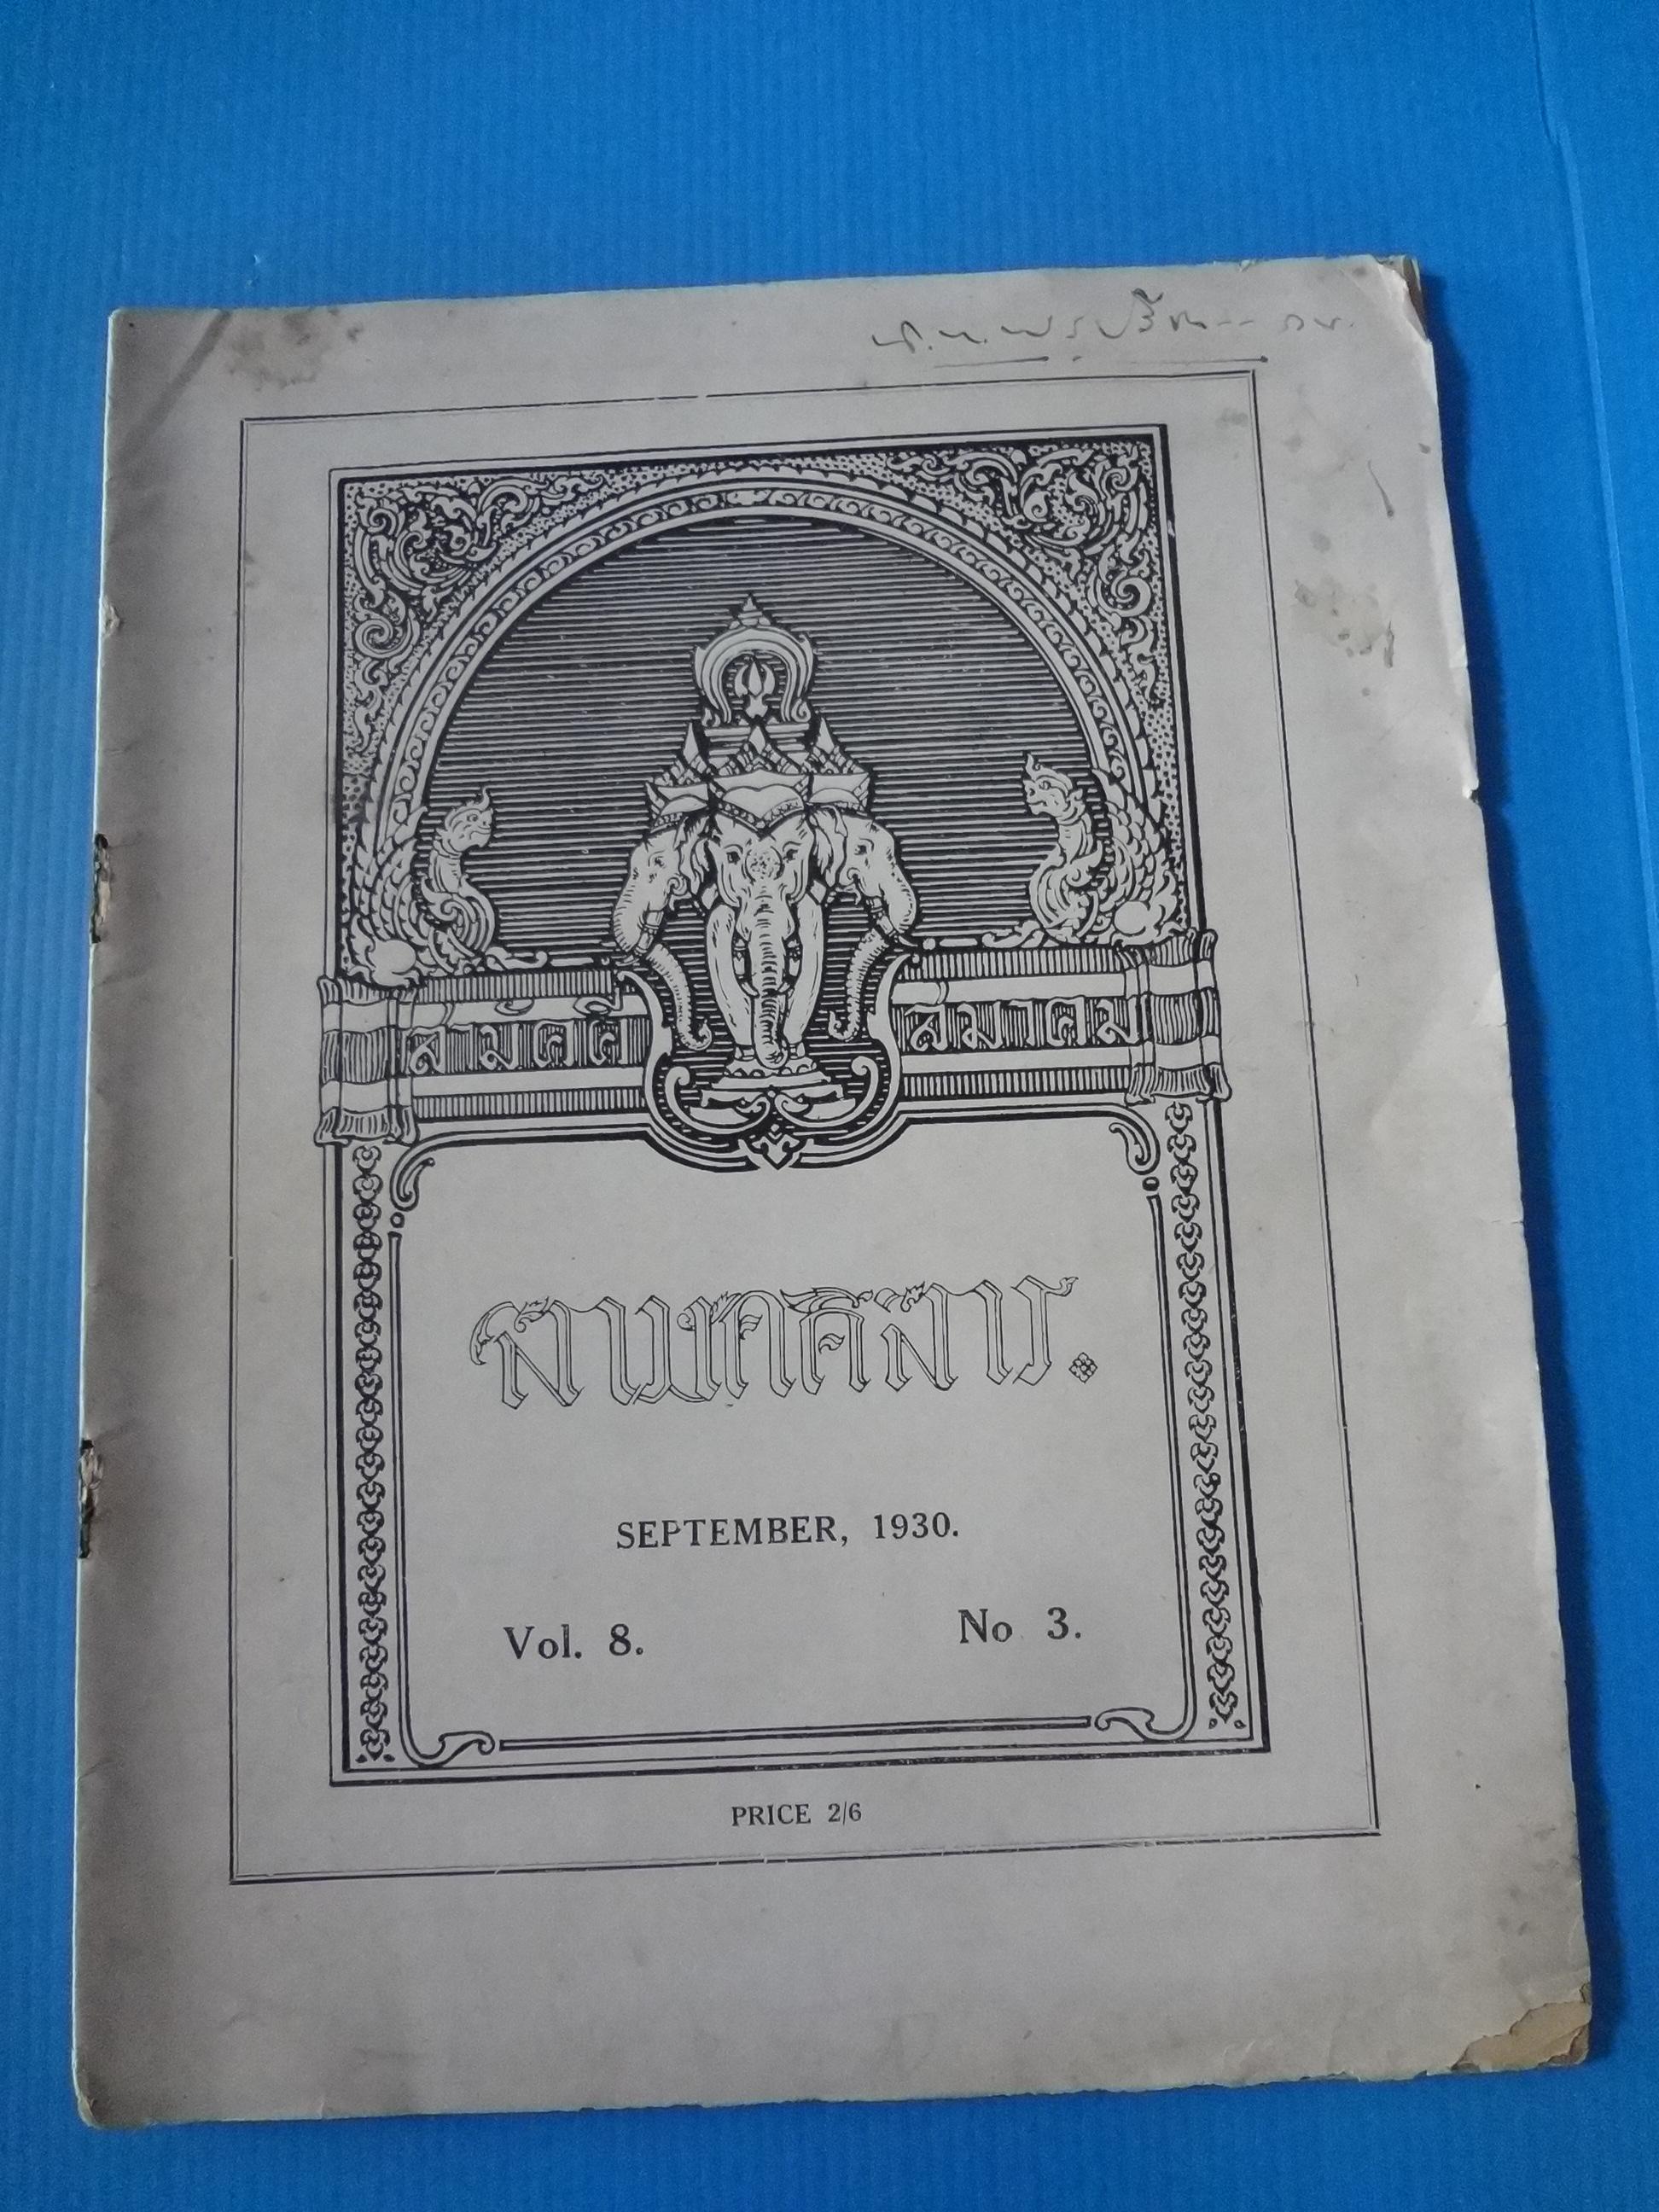 สามัคคี สมาคม
สามัคคีสาร.
SEPTEMBER, 1930.
Vol. 8. No 3.
PRICE 2/6